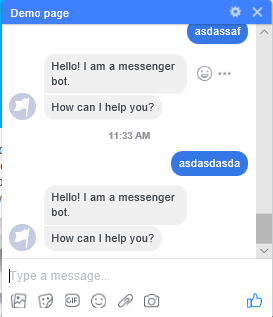 Demo page
asdassaf
Hello! I am a messenger
bot.
How can I help you?
11:33 AM
asdasdasda
Hello! I am a messenger
bot.
How can I help you?
Type a message...
GIF